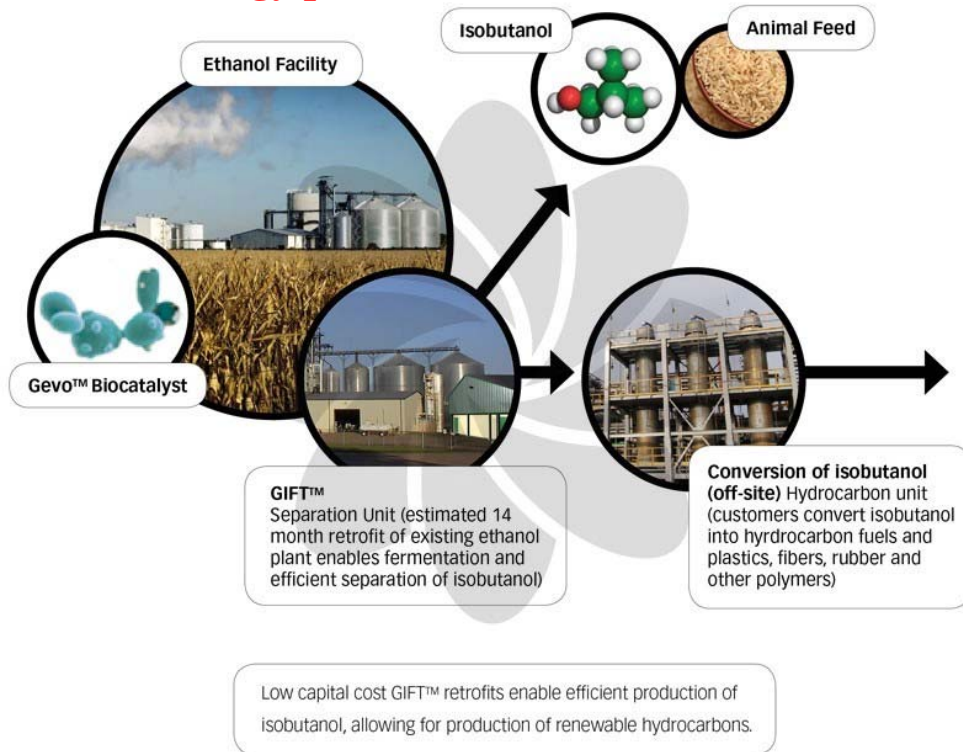 Isobutanol
Animal Feed
Ethanol Facility
Gevo™ Biocatalyst
GIFT™
Separation Unit (estimated 14
month retrofit of existing ethanol
plant enables fermentation and
efficient separation of isobutanol)
Conversion of isobutanol
(off-site) Hydrocarbon unit
(customers convert isobutanol
into hyrdrocarbon fuels and
plastics, fibers, rubber and
other polymers)
Low capital cost GIFT™ retrofits enable efficient production of
isobutanol, allowing for production of renewable hydrocarbons.